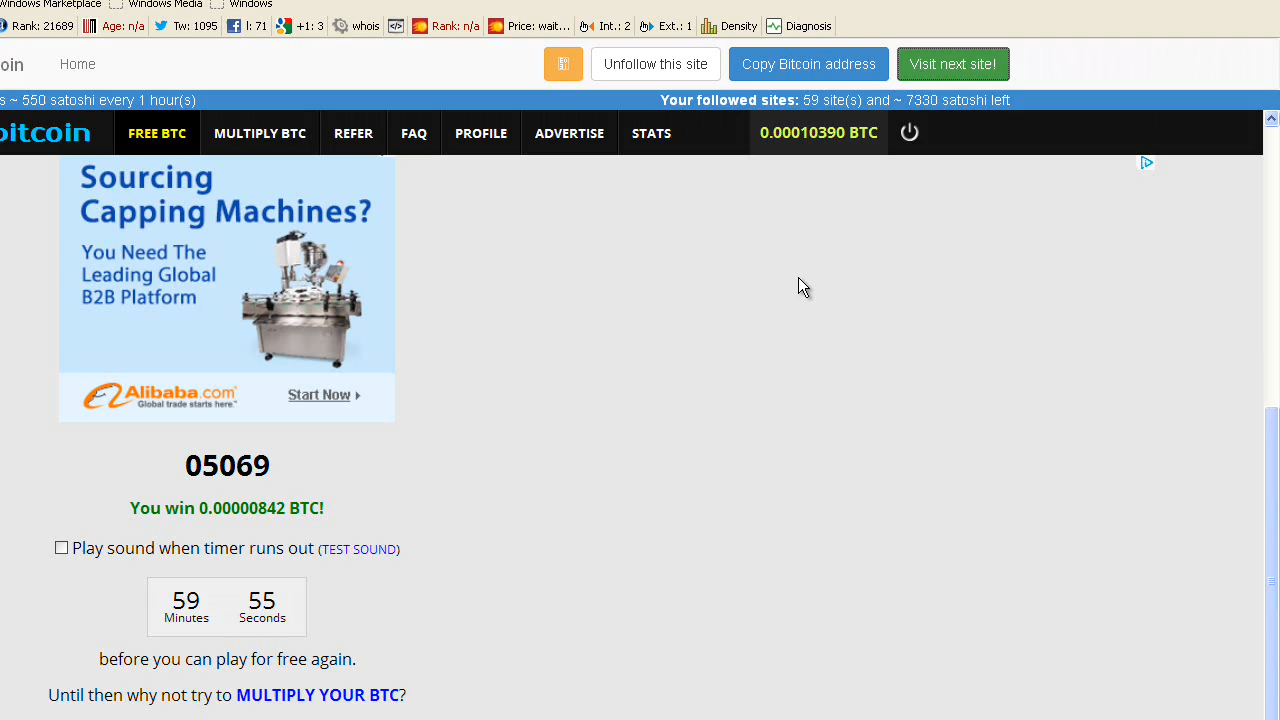 Windows Marketplace Windows Media Windows
Rank: 21689 Age: n/a Tw: 1095 l: 71 +1: 3 whois Rank: n/a Price: wait... Int.: 2 Ext.: 1 Density Diagnosis
oin Home Unfollow this site Copy Bitcoin address Visit next site!
s ~ 550 satoshi every 1 hour(s) Your followed sites: 59 site(s) and ~ 7330 satoshi left
bitcoin FREE BTC MULTIPLY BTC REFER FAQ PROFILE ADVERTISE STATS 0.00010390 BTC
Sourcing
Capping Machines?
You Need The
Leading Global
B2B Platform
Alibaba.com
Global trade starts here.™
Start Now
05069
You win 0.00000842 BTC!
Play sound when timer runs out (TEST SOUND)
59 55
Minutes Seconds
before you can play for free again.
Until then why not try to MULTIPLY YOUR BTC?